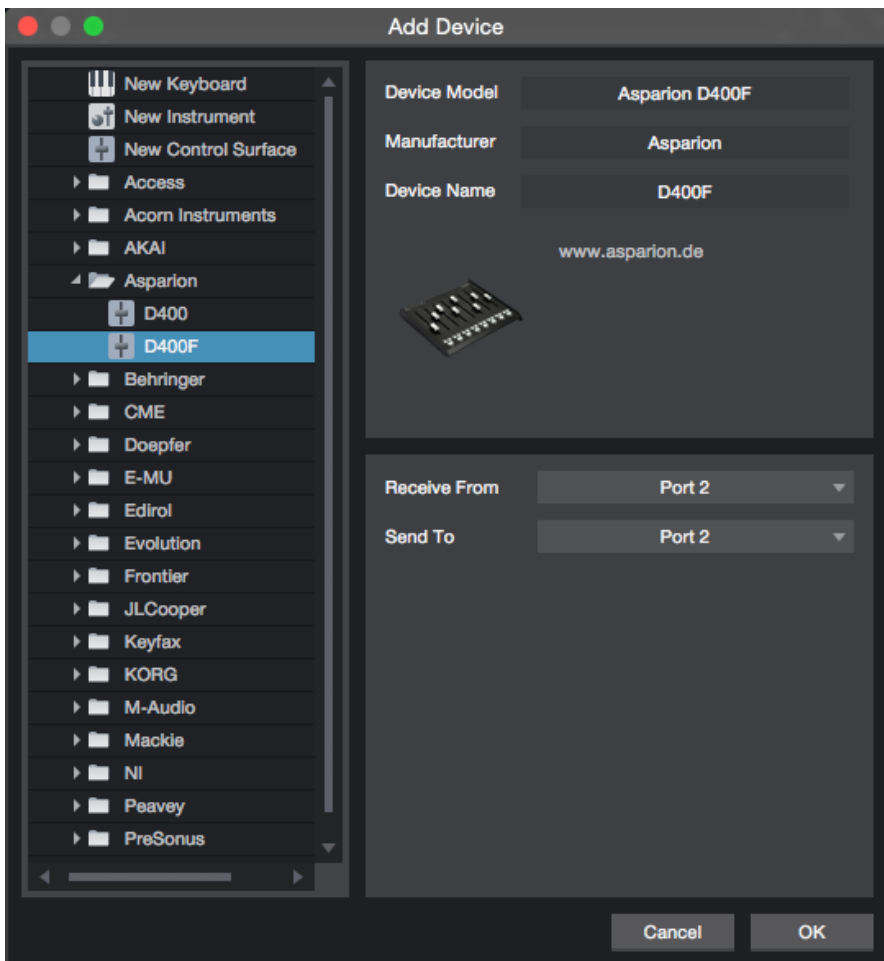 Add Device
New Keyboard
New Instrument
New Control Surface
Access
Acorn Instruments
AKAI
Asparion
D400
D400F
Behringer
CME
Doepfer
E-MU
Edirol
Evolution
Frontier
JLCooper
Keyfax
KORG
M-Audio
Mackie
NI
Peavey
PreSonus
Device Model Asparion D400F
Manufacturer Asparion
Device Name D400F
www.asparion.de
Receive From Port 2
Send To Port 2
Cancel OK